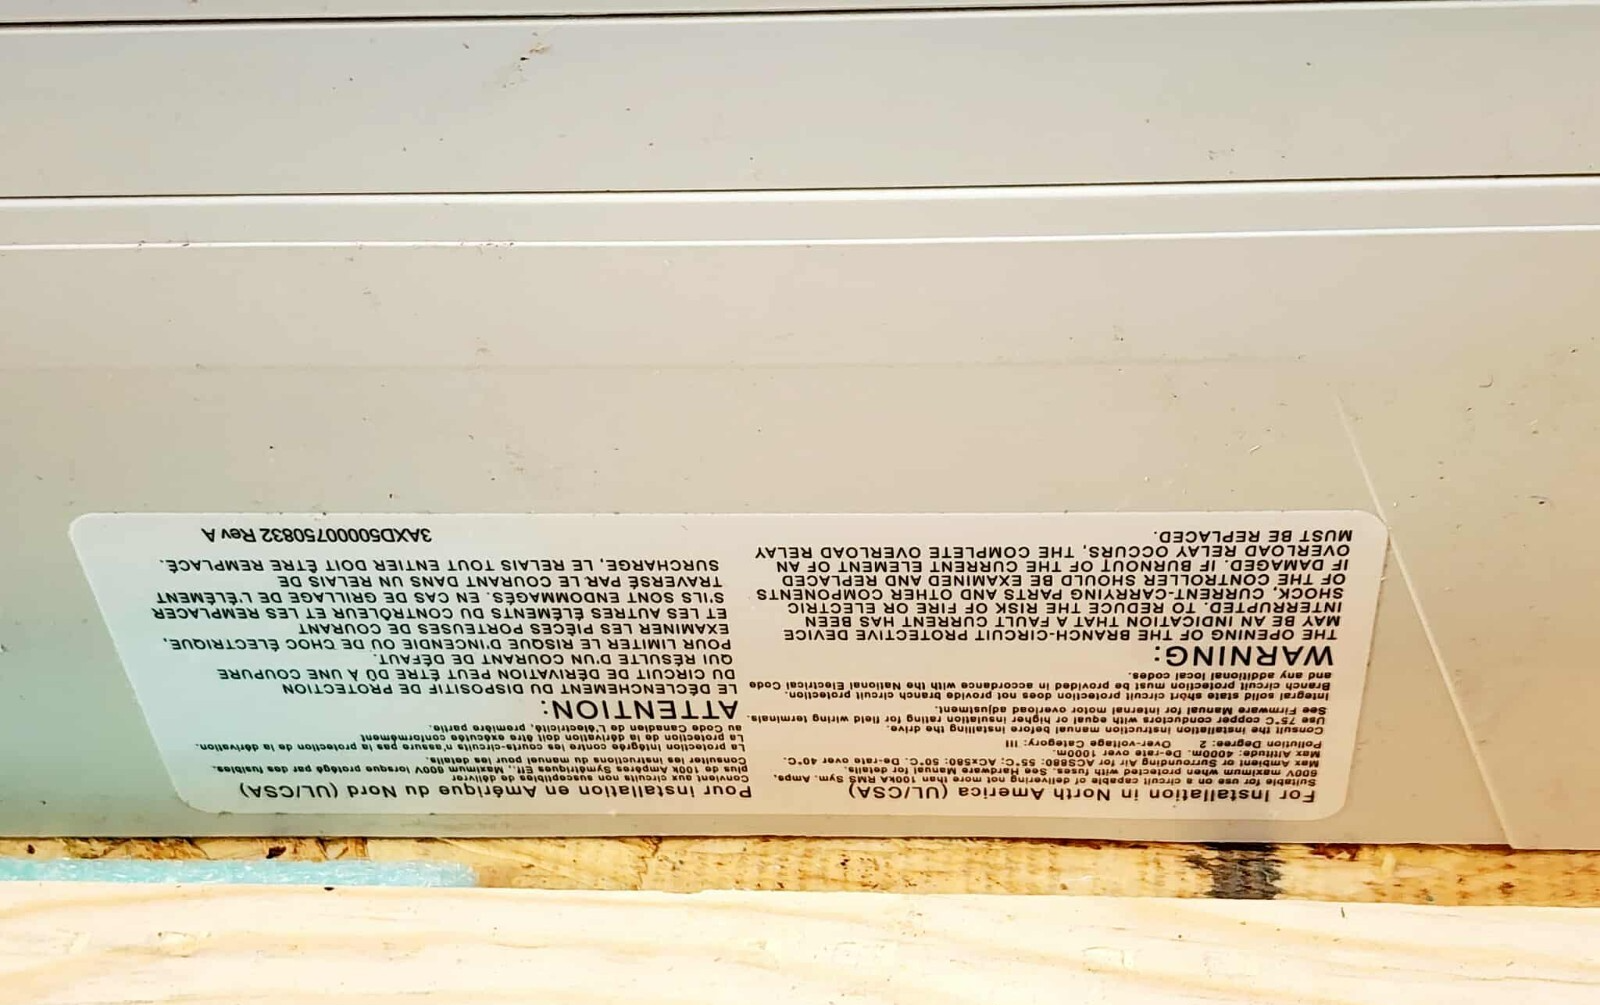 For Installation in North America (UL/CSA)
Suitable for use on a circuit capable of delivering not more than 100kA RMS Sym. Amps.
600V maximum when protected with fuses. See Hardware Manual for details.
Max Ambient or Surrounding Air for ACS880: 55°C; ACx580: 50°C. De-rate over 40°C.
Max Altitude: 4000m. De-rate over 1000m.
Pollution Degree: 2 Over-voltage Category: III
Consult the installation instruction manual before installing the drive.
Use 75°C copper conductors with equal or higher insulation rating for field wiring terminals.
See Firmware Manual for internal motor overload adjustment.
Integral solid state short circuit protection does not provide branch circuit protection.
Branch circuit protection must be provided in accordance with the National Electrical Code
and any additional local codes.
WARNING:
THE OPENING OF THE BRANCH-CIRCUIT PROTECTIVE DEVICE
MAY BE AN INDICATION THAT A FAULT CURRENT HAS BEEN
INTERRUPTED. TO REDUCE THE RISK OF FIRE OR ELECTRIC
SHOCK, CURRENT-CARRYING PARTS AND OTHER COMPONENTS
OF THE CONTROLLER SHOULD BE EXAMINED AND REPLACED
IF DAMAGED. IF BURNOUT OF THE CURRENT ELEMENT OF AN
OVERLOAD RELAY OCCURS, THE COMPLETE OVERLOAD RELAY
MUST BE REPLACED.
Pour installation en Amérique du Nord (UL/CSA)
Convient aux circuits non susceptibles de délivrer
plus de 100k Ampères Symétriques Eff., Maximum 600V lorsque protégé par des fusibles.
Consulter les instructions du manual pour les details.
La protection intégrée contre les courts-circuits n'assure pas la protection de la dérivation.
La protection de la dérivation doit être exécutée conformément
au Code Canadien de L'électricité, première partie.
ATTENTION:
LE DÉCLENCHEMENT DU DISPOSITIF DE PROTECTION
DU CIRCUIT DE DÉRIVATION PEUT ÊTRE DÛ À UNE COUPURE
QUI RÉSULTE D'UN COURANT DE DÉFAUT.
POUR LIMITER LE RISQUE D'INCENDIE OU DE CHOC ÉLECTRIQUE,
EXAMINER LES PIÈCES PORTEUSES DE COURANT
ET LES AUTRES ÉLÉMENTS DU CONTRÔLEUR ET LES REMPLACER
S'ILS SONT ENDOMMAGÉS. EN CAS DE GRILLAGE DE L'ÉLÉMENT
TRAVERSÉ PAR LE COURANT DANS UN RELAIS DE
SURCHARGE, LE RELAIS TOUT ENTIER DOIT ÊTRE REMPLACÉ.
3AXD50000750832 Rev A